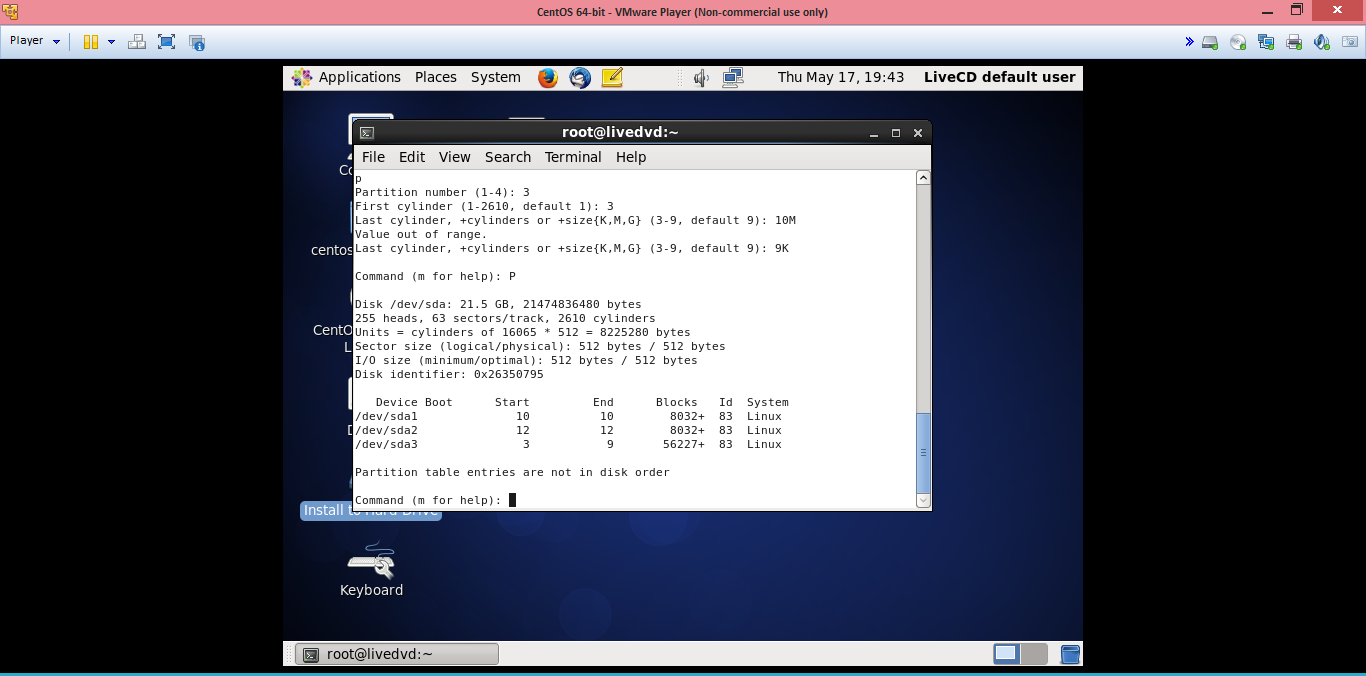 CentOS 64-bit - VMware Player (Non-commercial use only)
Player
Applications Places System Thu May 17, 19:43 LiveCD default user
root@livedvd:~
File Edit View Search Terminal Help
p
Partition number (1-4): 3
First cylinder (1-2610, default 1): 3
Last cylinder, +cylinders or +size{K,M,G} (3-9, default 9): 10M
Value out of range.
Last cylinder, +cylinders or +size{K,M,G} (3-9, default 9): 9K
Command (m for help): P
Disk /dev/sda: 21.5 GB, 21474836480 bytes
255 heads, 63 sectors/track, 2610 cylinders
Units = cylinders of 16065 * 512 = 8225280 bytes
Sector size (logical/physical): 512 bytes / 512 bytes
I/O size (minimum/optimal): 512 bytes / 512 bytes
Disk identifier: 0x26350795
Device Boot Start End Blocks Id System
/dev/sda1 10 10 8032+ 83 Linux
/dev/sda2 12 12 8032+ 83 Linux
/dev/sda3 3 9 56227+ 83 Linux
Partition table entries are not in disk order
Command (m for help):
centos
CentO
Install to Hard Drive
Keyboard
root@livedvd:~